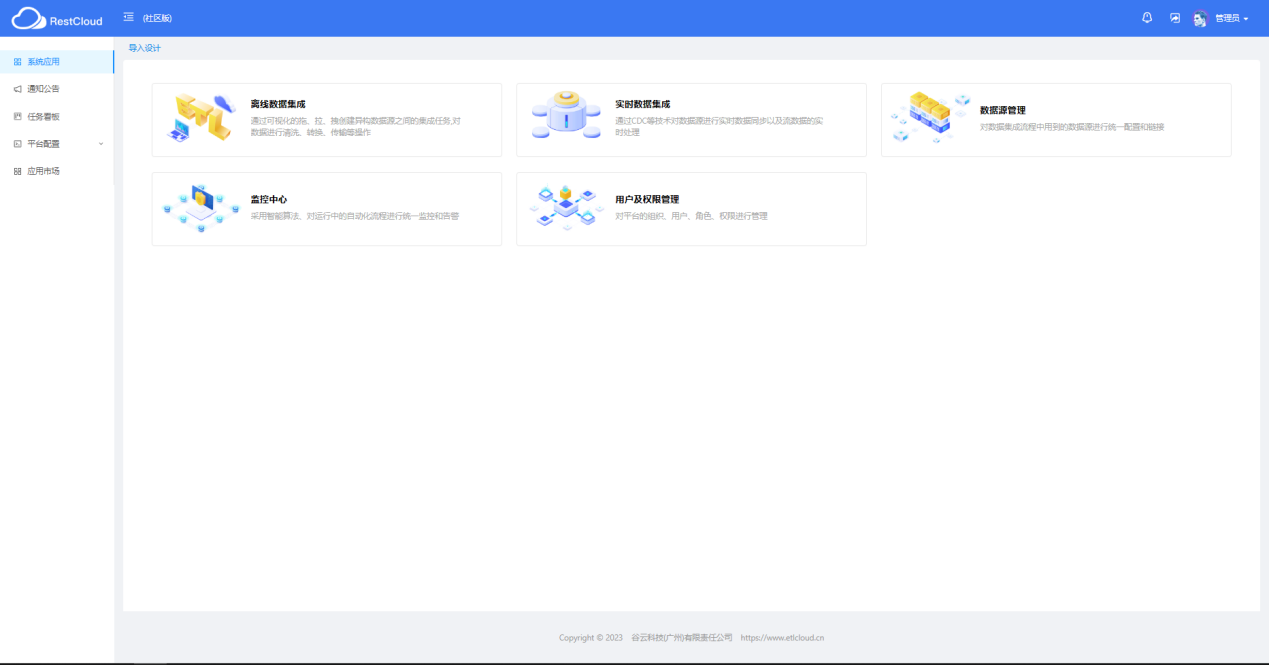 RestCloud
(社区版)
管理员
导入设计
系统应用
通知公告
任务看板
平台配置
应用市场
离线数据集成
通过可视化的拖、拉、拽创建异构数据源之间的集成任务,对
数据进行清洗、转换、传输等操作
实时数据集成
通过CDC等技术对数据源进行实时数据同步以及流数据的实
时处理
数据源管理
对数据集成流程中用到的数据源进行统一配置和链接
监控中心
采用智能算法、对运行中的自动化流程进行统一监控和告警
用户及权限管理
对平台的组织、用户、角色、权限进行管理
Copyright © 2023 谷云科技(广州)有限责任公司 https://www.etlcloud.cn